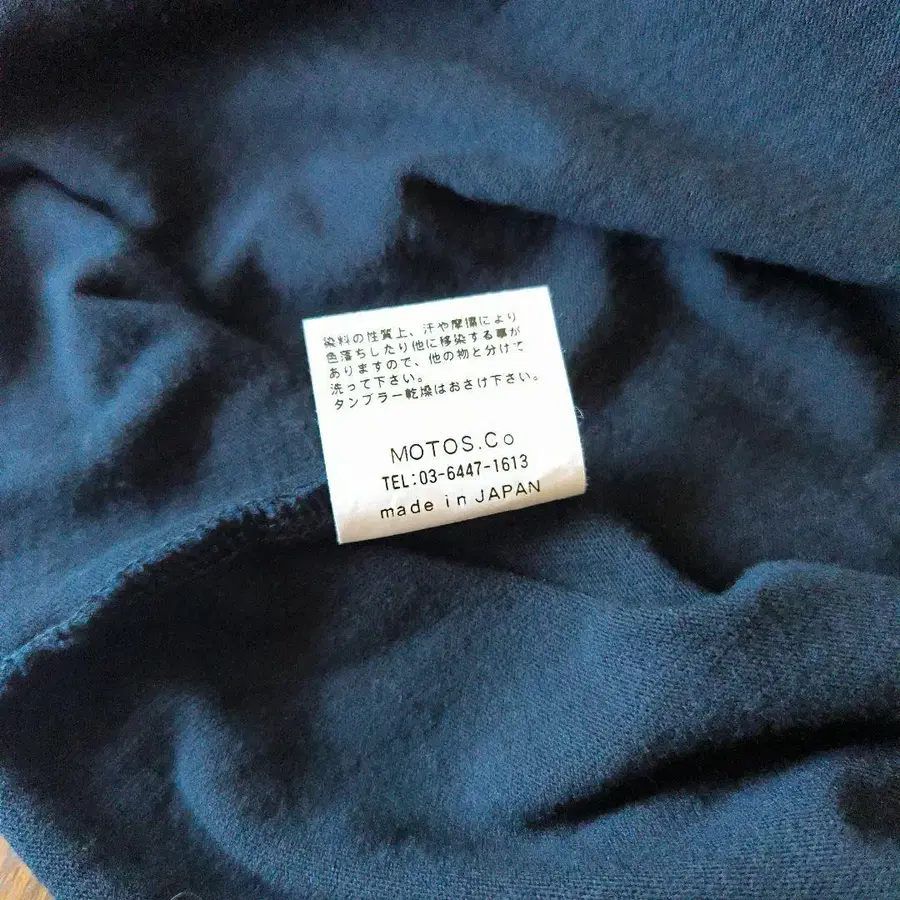 染料の性質上、汗や摩擦により
色落ちしたり他に移染する事が
ありますので、他の物と分けて
洗って下さい。
タンブラー乾燥はおさけ下さい。
MOTOS.Co
TEL:03-6447-1613
made in JAPAN